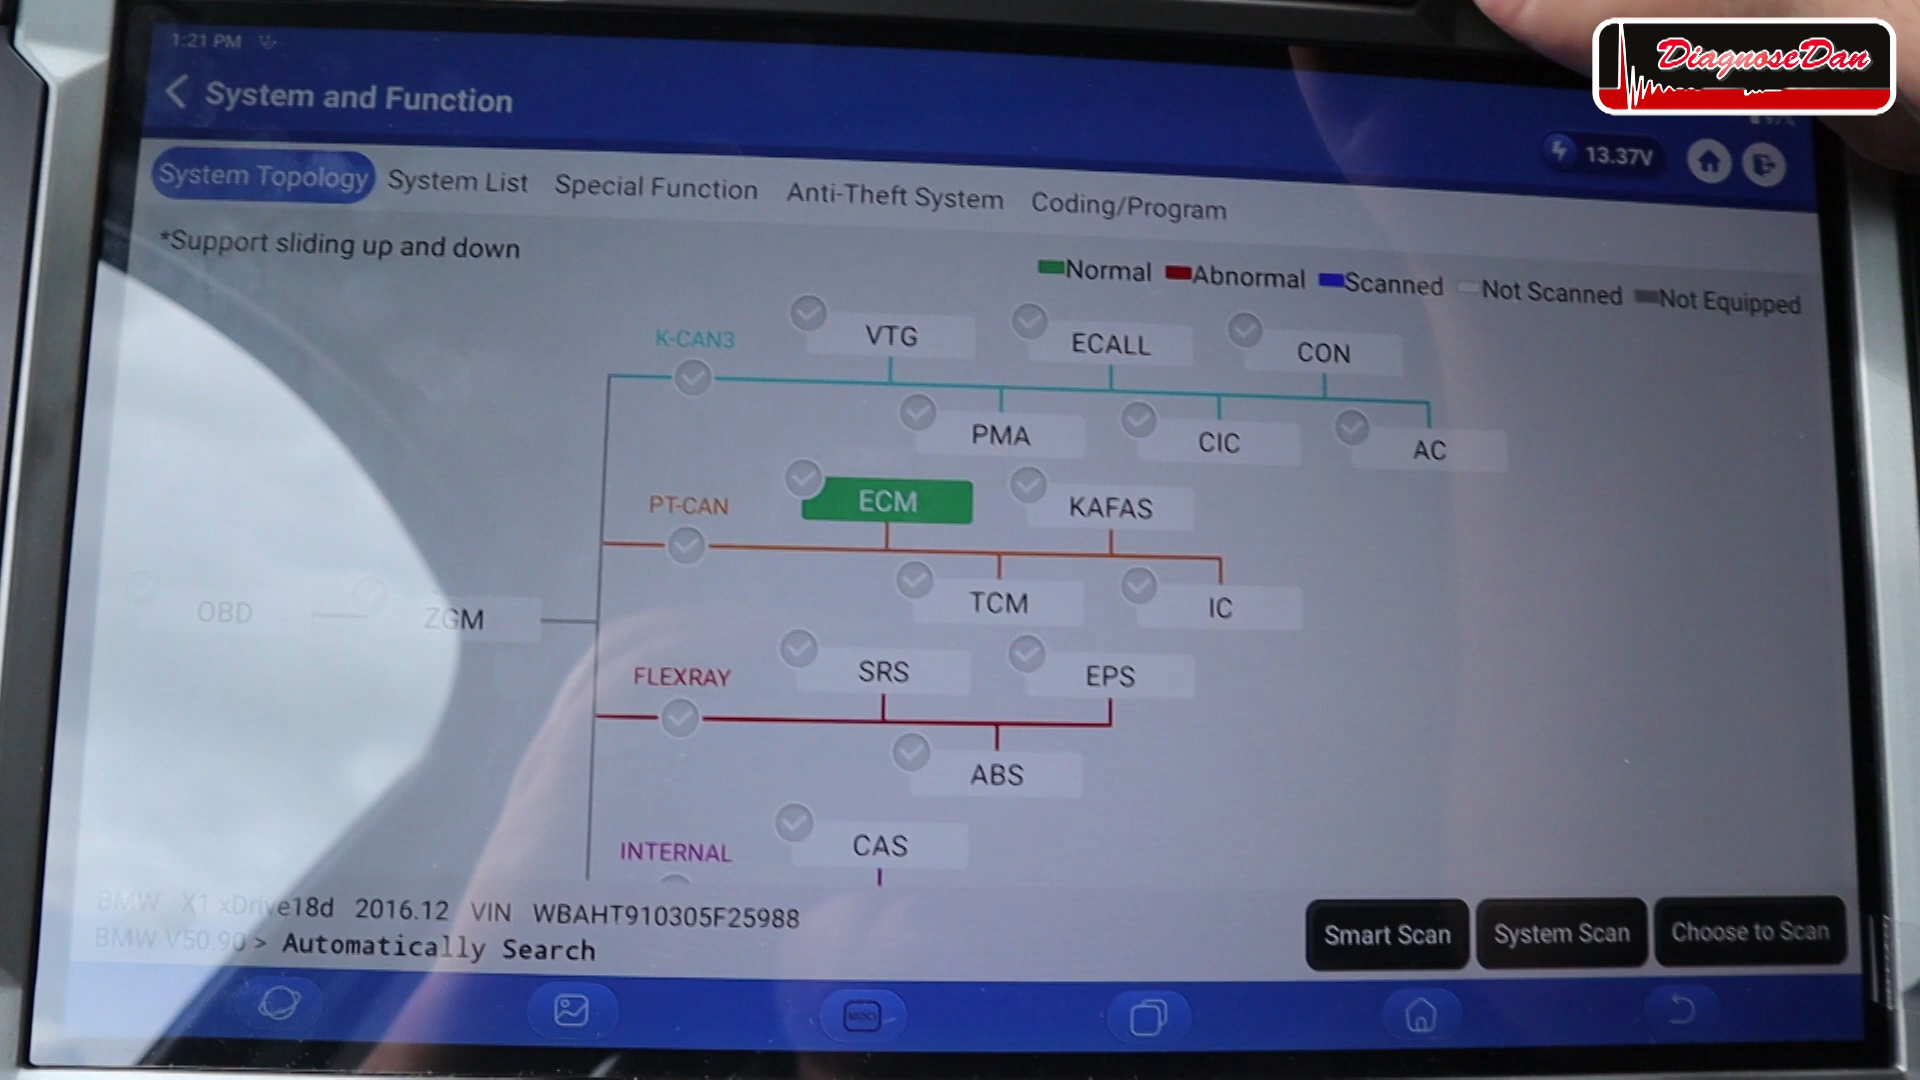 DiagnoseDan
1:21 PM
System and Function
13.37V
System Topology System List Special Function Anti-Theft System Coding/Program
*Support sliding up and down
Normal Abnormal Scanned Not Scanned Not Equipped
K-CAN3 VTG ECALL CON
PMA CIC AC
PT-CAN ECM KAFAS
TCM IC
OBD ZGM
FLEXRAY SRS EPS
ABS
INTERNAL CAS
BMW X1 xDrive18d 2016.12 VIN WBAHT910305F25988
BMW V50.90 > Automatically Search
Smart Scan System Scan Choose to Scan